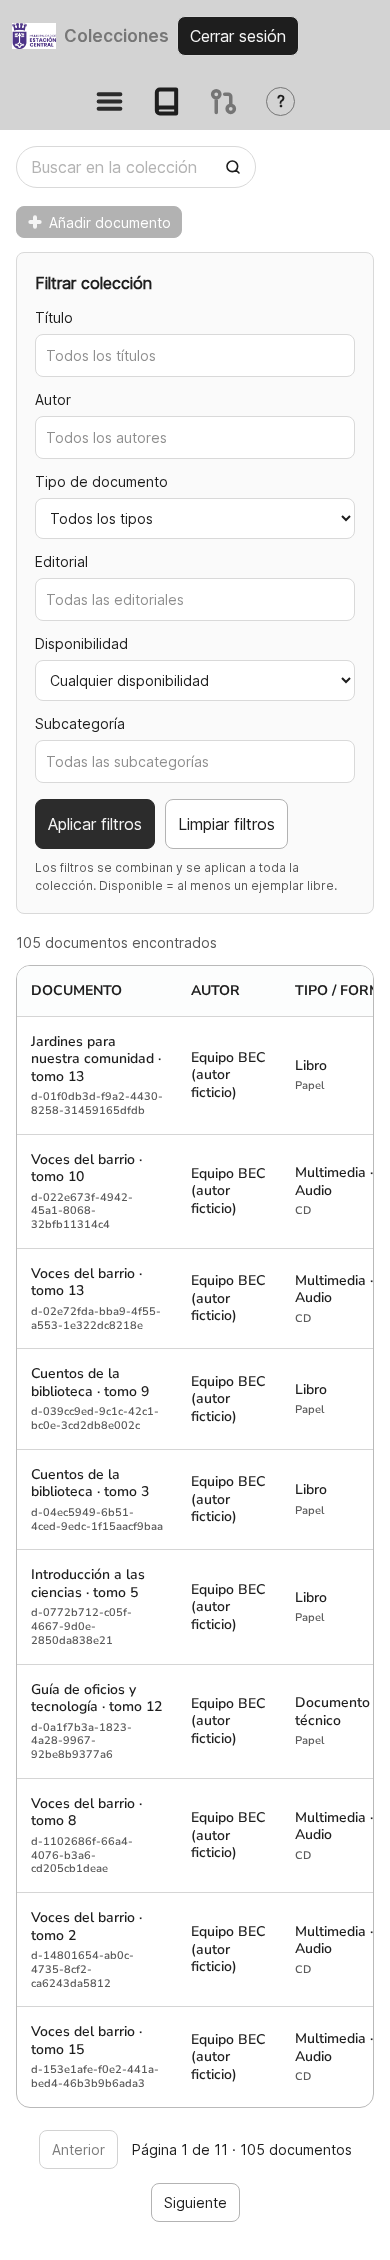 MUNICIPALIDAD DE
ESTACIÓN
CENTRAL
Colecciones
Cerrar sesión
?
Buscar en la colección
Añadir documento
Filtrar colección
Título
Todos los títulos
Autor
Todos los autores
Tipo de documento
Todos los tipos
Editorial
Todas las editoriales
Disponibilidad
Cualquier disponibilidad
Subcategoría
Todas las subcategorías
Aplicar filtros
Limpiar filtros
Los filtros se combinan y se aplican a toda la
colección. Disponible = al menos un ejemplar libre.
105 documentos encontrados
DOCUMENTO AUTOR TIPO / FORM
Jardines para
nuestra comunidad ·
tomo 13
d-01f0db3d-f9a2-4430-
8258-31459165dfdb
Equipo BEC
(autor
ficticio)
Libro
Papel
Voces del barrio ·
tomo 10
d-022e673f-4942-
45a1-8068-
32bfb11314c4
Equipo BEC
(autor
ficticio)
Multimedia ·
Audio
CD
Voces del barrio ·
tomo 13
d-02e72fda-bba9-4f55-
a553-1e322dc8218e
Equipo BEC
(autor
ficticio)
Multimedia ·
Audio
CD
Cuentos de la
biblioteca · tomo 9
d-039cc9ed-9c1c-42c1-
bc0e-3cd2db8e002c
Equipo BEC
(autor
ficticio)
Libro
Papel
Cuentos de la
biblioteca · tomo 3
d-04ec5949-6b51-
4ced-9edc-1f15aacf9baa
Equipo BEC
(autor
ficticio)
Libro
Papel
Introducción a las
ciencias · tomo 5
d-0772b712-c05f-
4667-9d0e-
2850da838e21
Equipo BEC
(autor
ficticio)
Libro
Papel
Guía de oficios y
tecnología · tomo 12
d-0a1f7b3a-1823-
4a28-9967-
92be8b9377a6
Equipo BEC
(autor
ficticio)
Documento
técnico
Papel
Voces del barrio ·
tomo 8
d-1102686f-66a4-
4076-b3a6-
cd205cb1deae
Equipo BEC
(autor
ficticio)
Multimedia ·
Audio
CD
Voces del barrio ·
tomo 2
d-14801654-ab0c-
4735-8cf2-
ca6243da5812
Equipo BEC
(autor
ficticio)
Multimedia ·
Audio
CD
Voces del barrio ·
tomo 15
d-153e1afe-f0e2-441a-
bed4-46b3b9b6ada3
Equipo BEC
(autor
ficticio)
Multimedia ·
Audio
CD
Anterior
Página 1 de 11 · 105 documentos
Siguiente